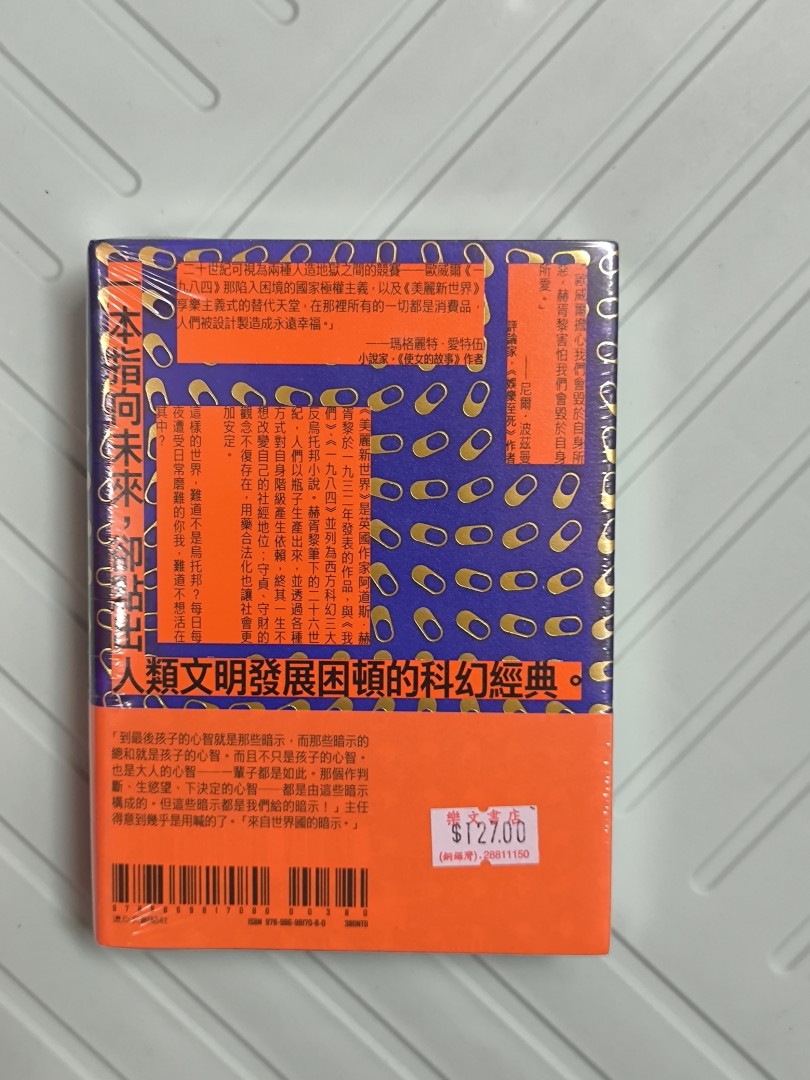 一本指向未來，卻點出
人類文明發展困頓的科幻經典。
二十世紀可視為兩種人造地獄之間的競賽——歐威爾《一
九八四》那陷入困境的國家極權主義，以及《美麗新世界》
享樂主義式的替代天堂，在那裡所有的一切都是消費品，
人們被設計製造成永遠幸福。」
——瑪格麗特．愛特伍
小說家，《使女的故事》作者
歐威爾擔心我們會毀於自身所
惡，赫胥黎害怕我們會毀於自身
所愛。」
——尼爾．波茲曼
評論家，《娛樂至死》作者
《美麗新世界》是英國作家阿道斯．赫
胥黎於一九三二年發表的作品，與《我
們》、《一九八四》並列為西方科幻三大
反烏托邦小說。赫胥黎筆下的二十六世
紀，人們以瓶子生產出來，並透過各種
方式對自身階級產生依賴，終其一生不
想改變自己的社經地位；守貞、守財的
觀念不復存在，用藥合法化也讓社會更
加安定。
這樣的世界，難道不是烏托邦？每日每
夜遭受日常磨難的你我，難道不想活在
其中？
「到最後孩子的心智就是那些暗示，而那些暗示的
總和就是孩子的心智。而且不只是孩子的心智。
也是大人的心智——一輩子都是如此。那個作判
斷、生慾望、下決定的心智——都是由這些暗示
構成的。但這些暗示都是我們給的暗示！」主任
得意到幾乎是用喊的了。「來自世界國的暗示。」
樂文書店
$127.00
(銅鑼灣).28811150
9789869817080 00380
ISBN 978-986-98170-8-0 380NTD